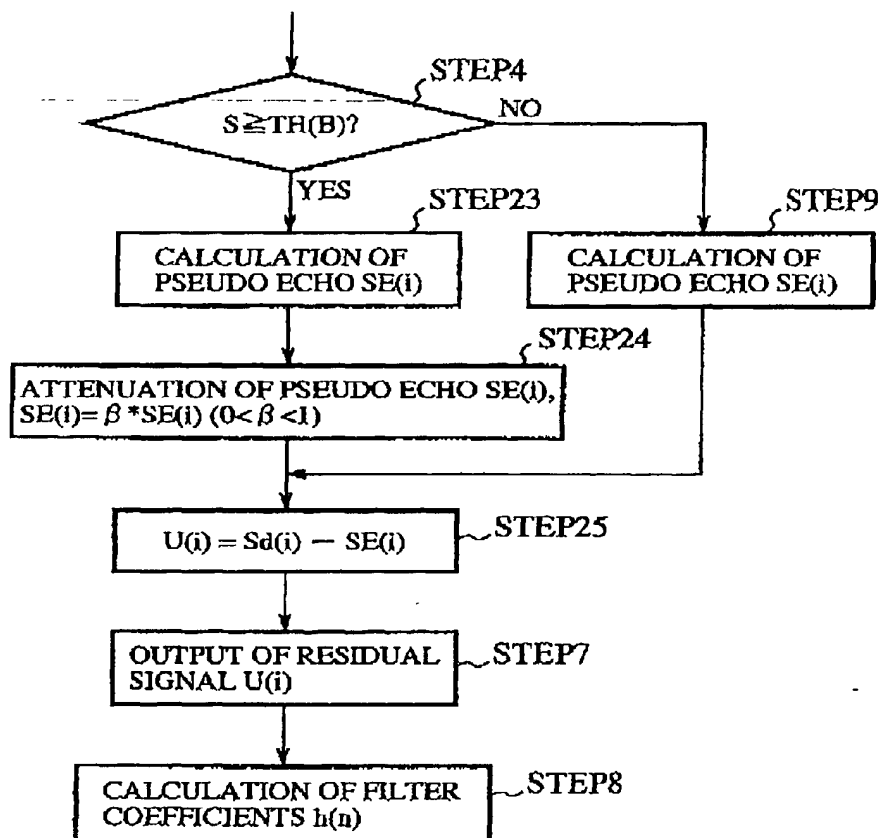 STEP4
S≧TH(B)?
NO
YES
STEP23
CALCULATION OF
PSEUDO ECHO SE(i)
STEP9
CALCULATION OF
PSEUDO ECHO SE(i)
STEP24
ATTENUATION OF PSEUDO ECHO SE(i),
SE(i)= β *SE(i) (0< β <1)
U(i) = Sd(i) − SE(i)
STEP25
OUTPUT OF RESIDUAL
SIGNAL U(i)
STEP7
CALCULATION OF FILTER
COEFFICIENTS h(n)
STEP8